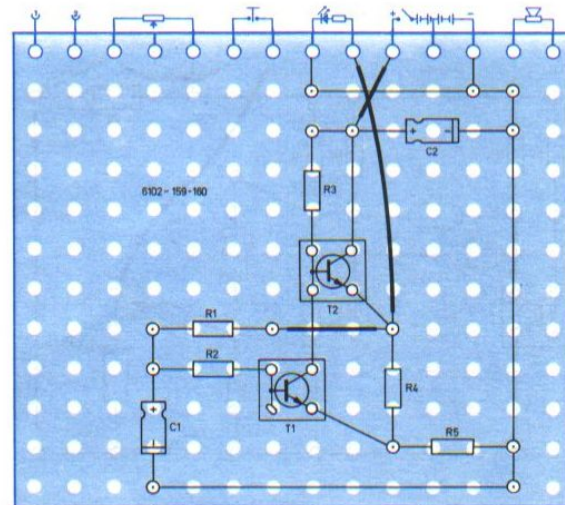 + -
+ - C2
R3
6102-159-160
T2
R1
R2
R4
+
C1
-
T1
R5